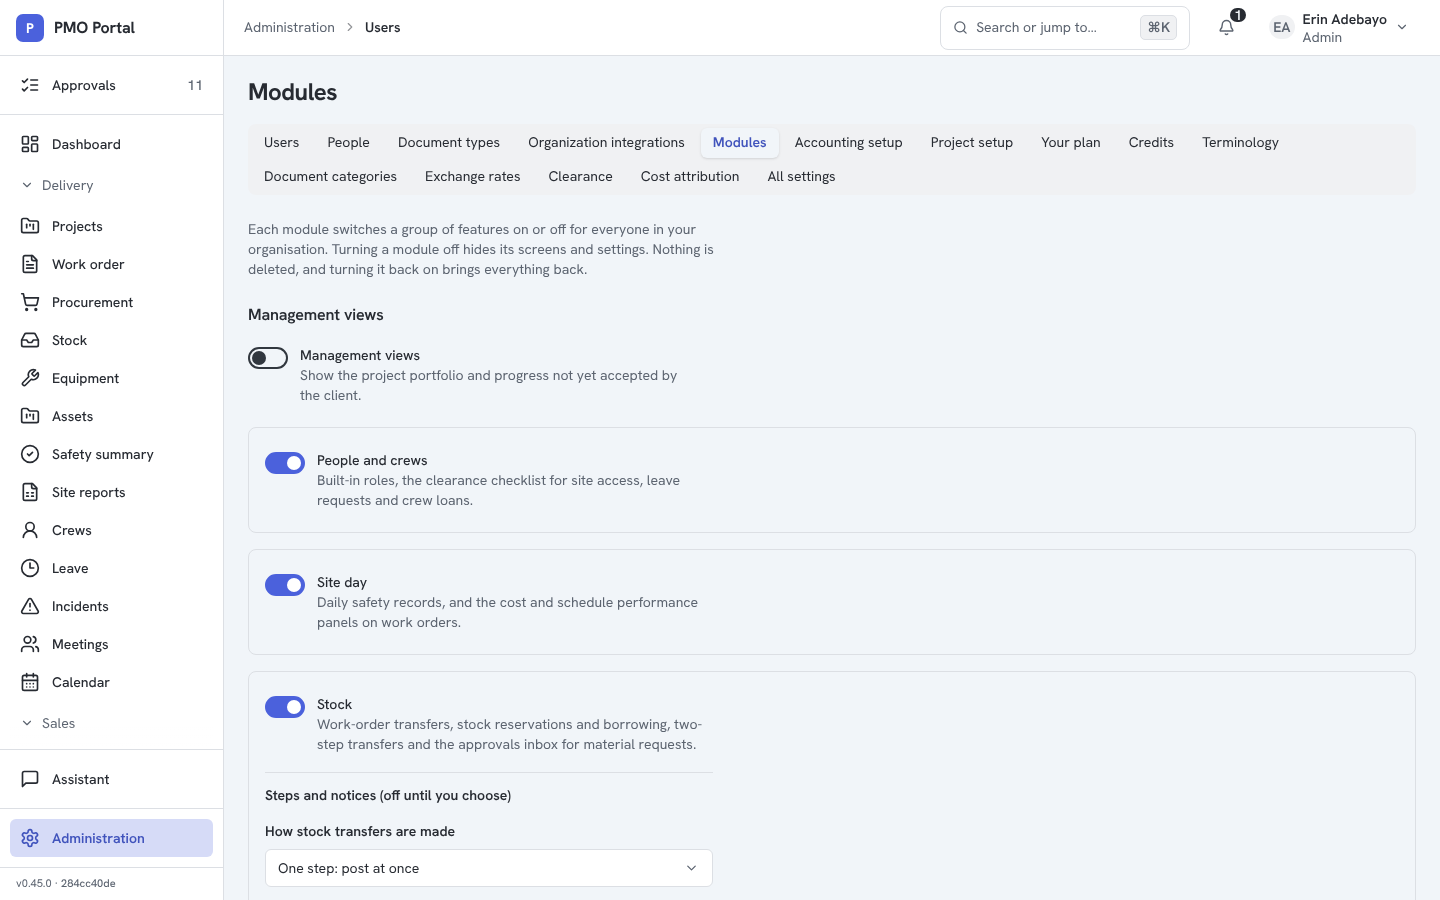 P PMO Portal
Administration > Users
Search or jump to... ⌘K
1
EA Erin Adebayo
Admin
Approvals 11
Dashboard
Delivery
Projects
Work order
Procurement
Stock
Equipment
Assets
Safety summary
Site reports
Crews
Leave
Incidents
Meetings
Calendar
Sales
Assistant
Administration
v0.45.0 · 284cc40de
Modules
Users People Document types Organization integrations Modules Accounting setup Project setup Your plan Credits Terminology
Document categories Exchange rates Clearance Cost attribution All settings
Each module switches a group of features on or off for everyone in your
organisation. Turning a module off hides its screens and settings. Nothing is
deleted, and turning it back on brings everything back.
Management views
Management views
Show the project portfolio and progress not yet accepted by
the client.
People and crews
Built-in roles, the clearance checklist for site access, leave
requests and crew loans.
Site day
Daily safety records, and the cost and schedule performance
panels on work orders.
Stock
Work-order transfers, stock reservations and borrowing, two-
step transfers and the approvals inbox for material requests.
Steps and notices (off until you choose)
How stock transfers are made
One step: post at once